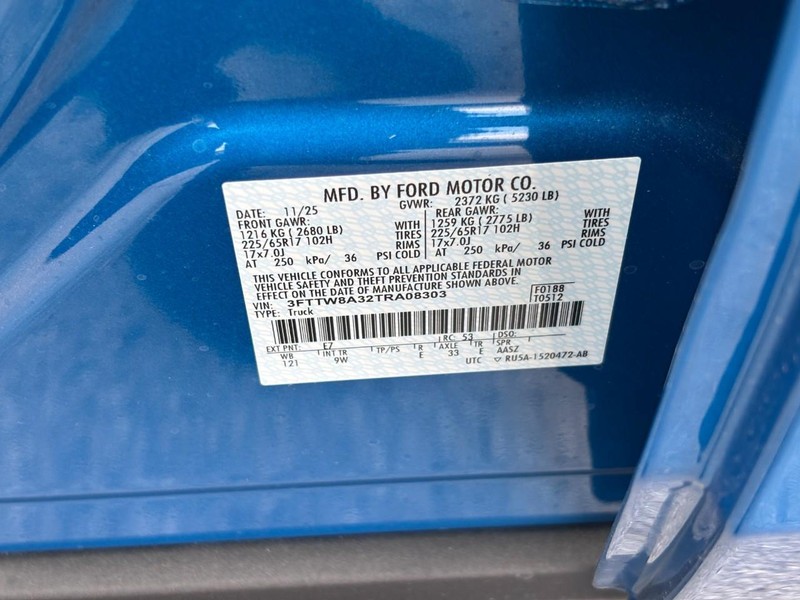 MFD. BY FORD MOTOR CO.
DATE: 11/25 GVWR: 2372 KG ( 5230 LB)
FRONT GAWR: REAR GAWR:
1216 KG ( 2680 LB) WITH 1259 KG ( 2775 LB) WITH
225/65R17 102H TIRES 225/65R17 102H TIRES
17x7.0J RIMS 17x7.0J RIMS
AT 250 kPa/ 36 PSI COLD AT 250 kPa/ 36 PSI COLD
THIS VEHICLE CONFORMS TO ALL APPLICABLE FEDERAL MOTOR
VEHICLE SAFETY AND THEFT PREVENTION STANDARDS IN
EFFECT ON THE DATE OF MANUFACTURE SHOWN ABOVE.
VIN: 3FTTW8A32TRA08303 F0188
TYPE: Truck T0512
EXT PNT: E7 RC: 53 DSO:
WB INT TR TP/PS R AXLE TR SPR
121 9W E 33 E AASZ
UTC RU5A-1520472-AB